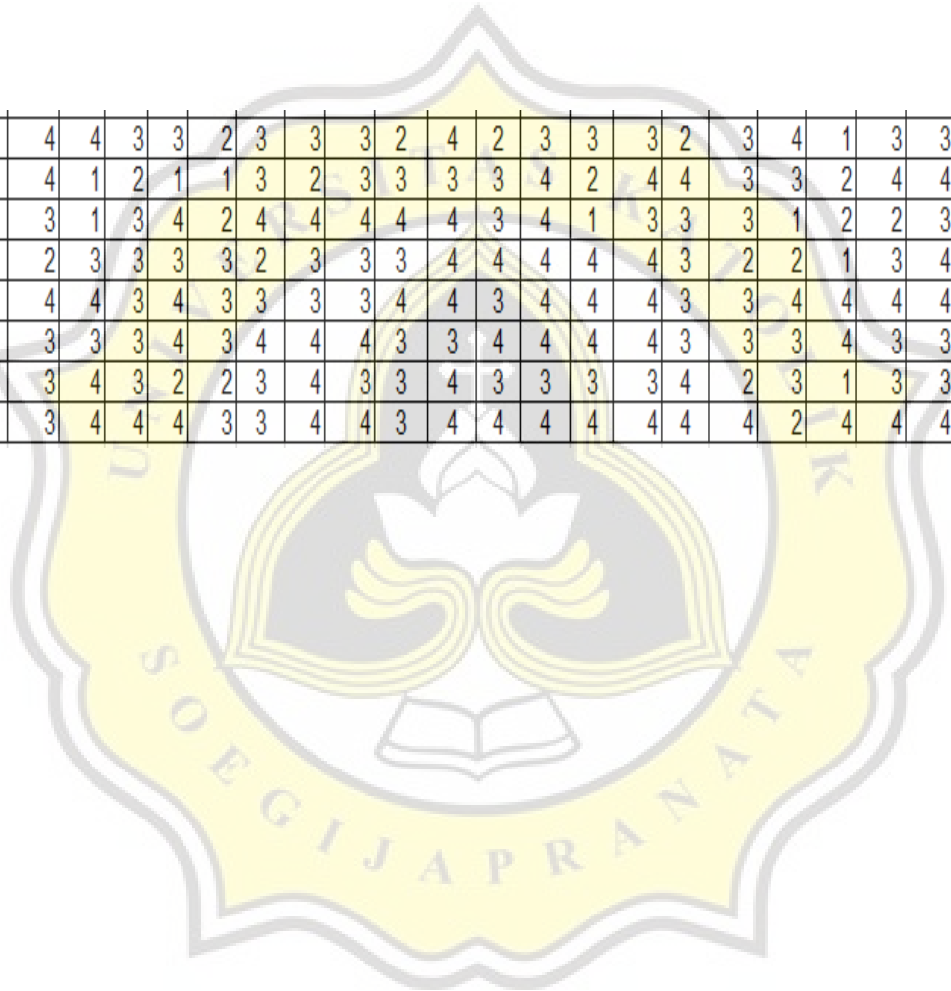 4 4 3 3 2 3 3 3 2 4 2 3 3 3 2 3 4 1 3 3
4 1 2 1 1 3 2 3 3 3 3 4 2 4 4 3 3 2 4 4
3 1 3 4 2 4 4 4 4 4 3 4 1 3 3 3 1 2 2 3
2 3 3 3 3 2 3 3 3 4 4 4 4 4 3 2 2 1 3 4
4 4 3 4 3 3 3 3 4 4 3 4 4 4 3 3 4 4 4 4
3 3 3 4 3 4 4 4 3 3 4 4 4 4 3 3 3 4 3 3
3 4 3 2 2 3 4 3 3 4 3 3 3 3 4 2 3 1 3 3
3 4 4 4 3 3 4 4 3 4 4 4 4 4 4 4 2 4 4 4
UNIVERSITAS KATOLIK
SOEGIJAPRANATA